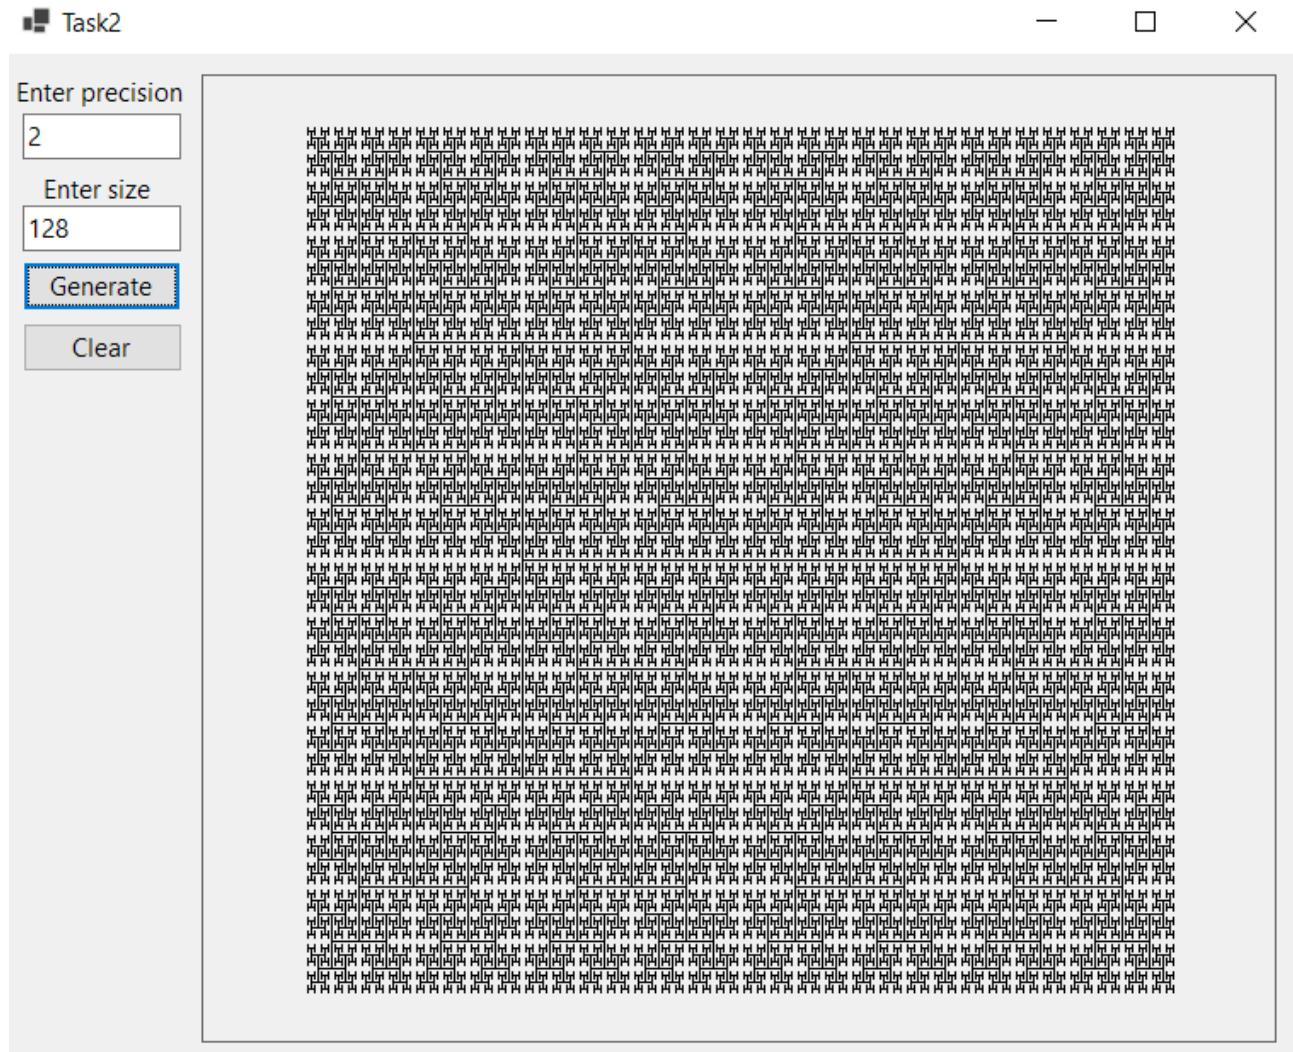 Task2
Enter precision
2
Enter size
128
Generate
Clear